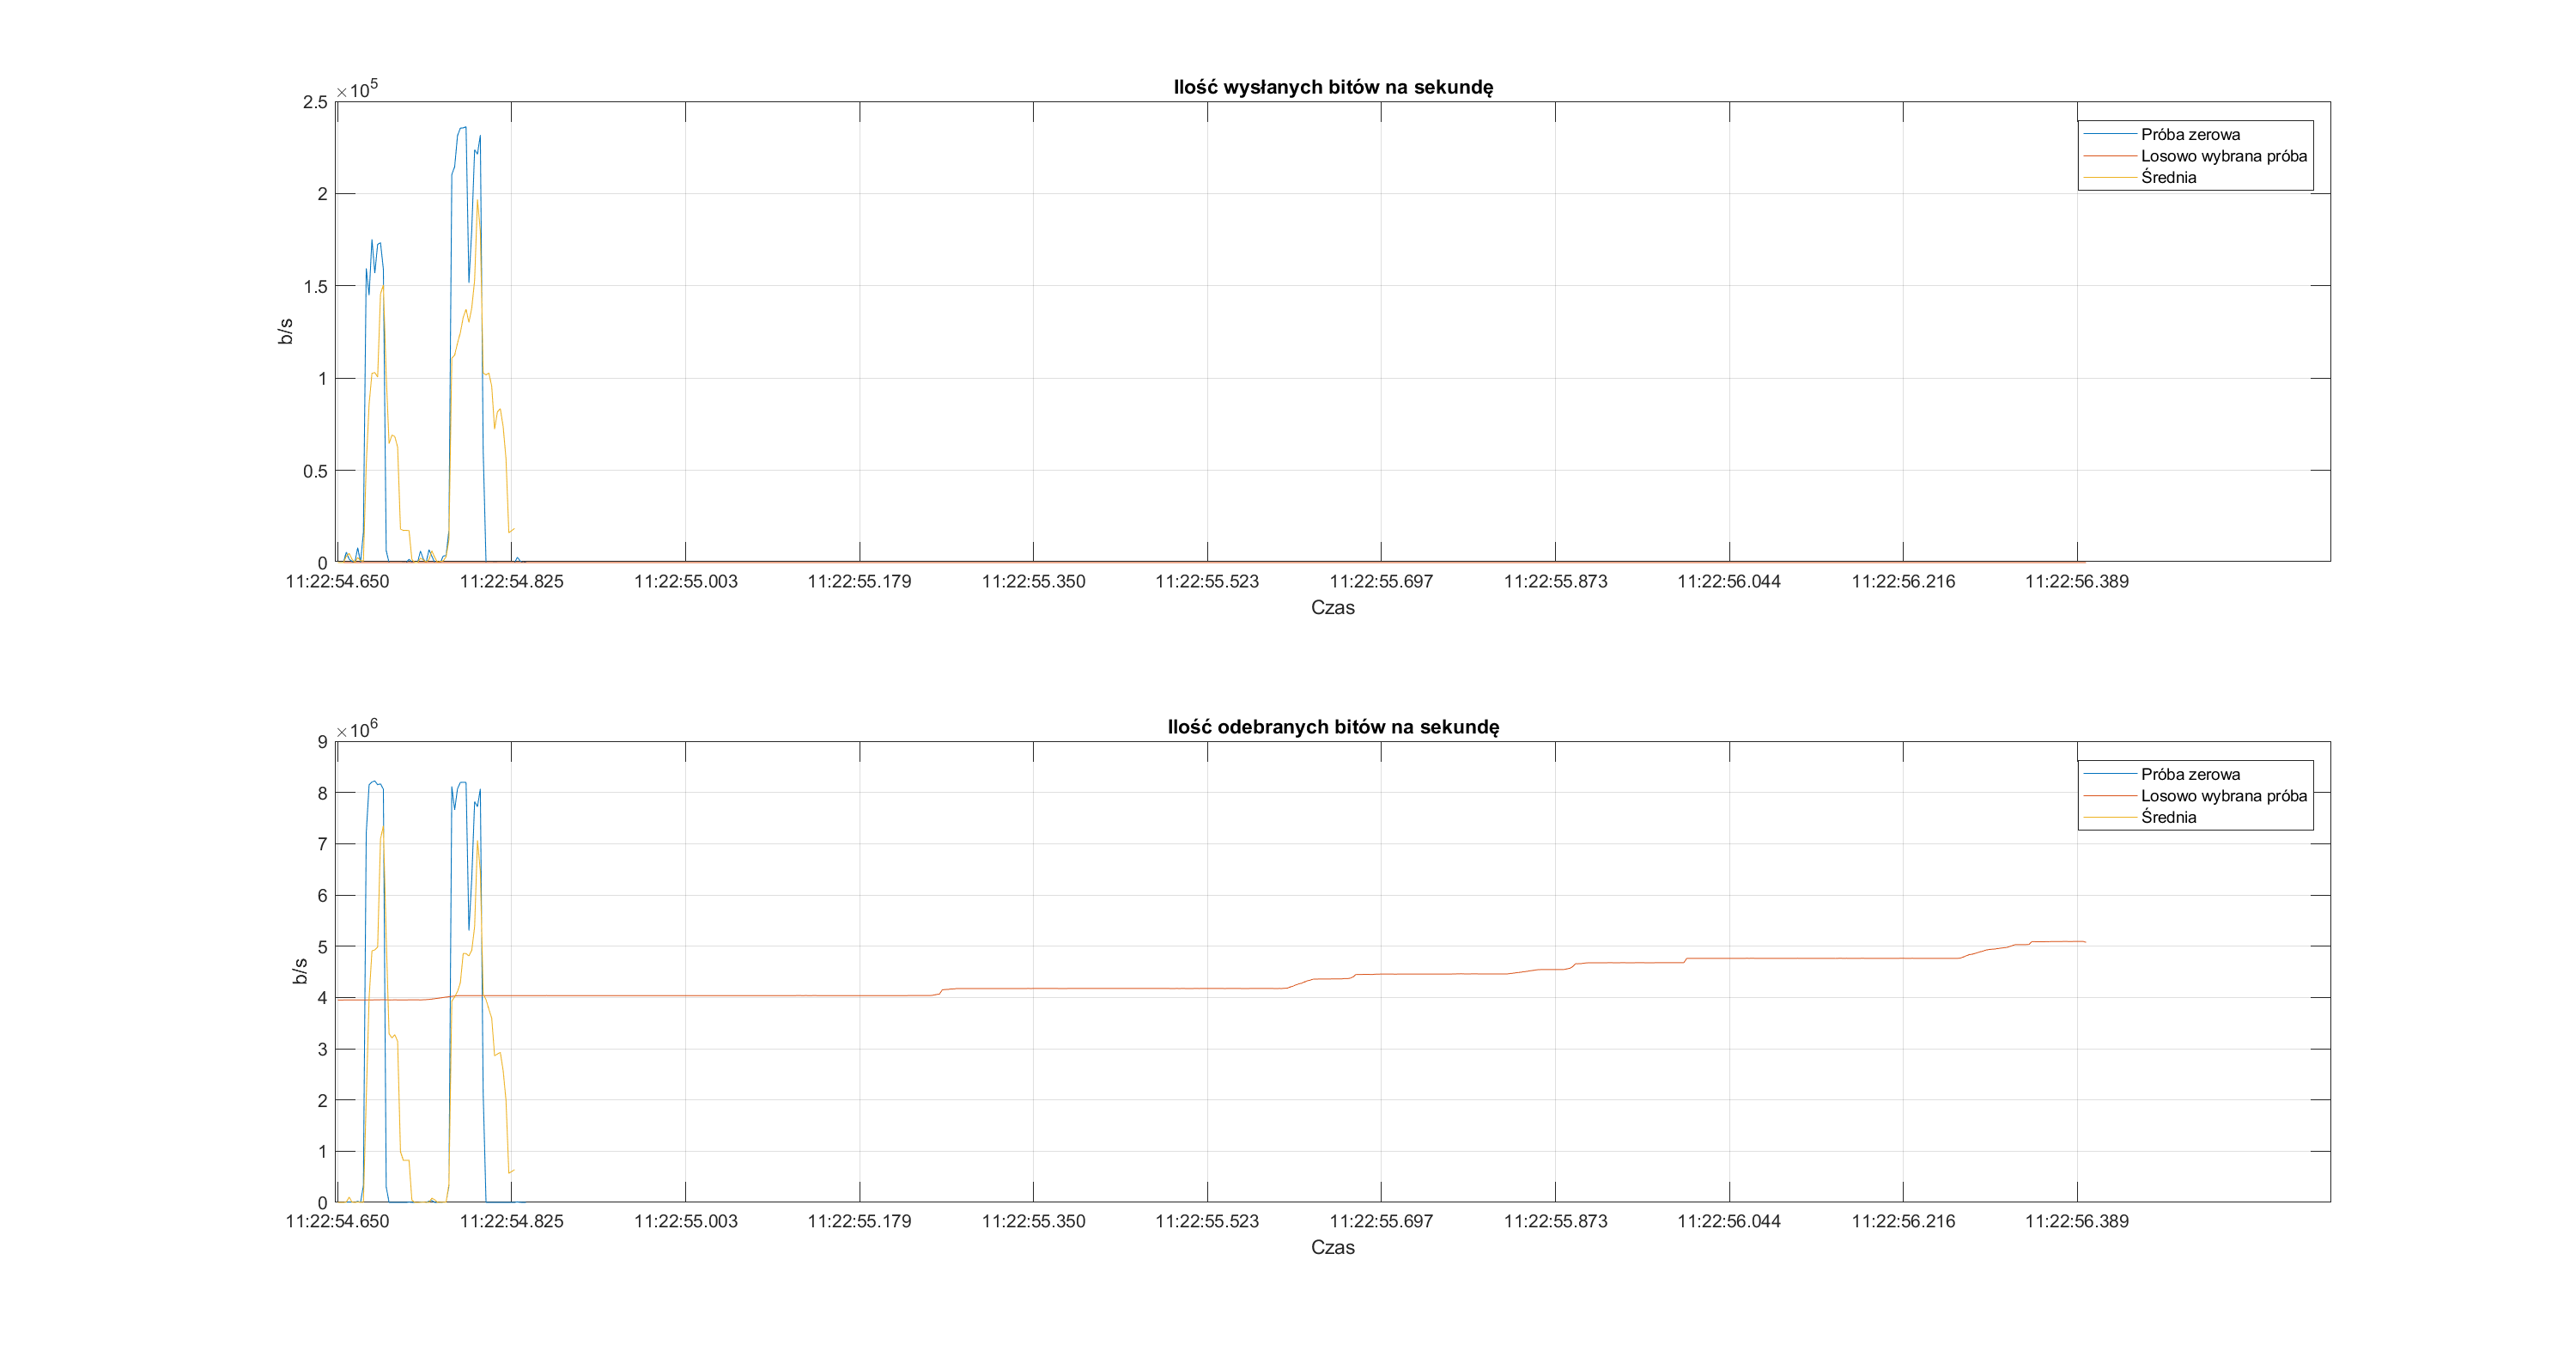 Ilość wysłanych bitów na sekundę
×10^5
2.5
2
1.5
1
0.5
0
b/s
Próba zerowa
Losowo wybrana próba
Średnia
11:22:54.650 11:22:54.825 11:22:55.003 11:22:55.179 11:22:55.350 11:22:55.523 11:22:55.697 11:22:55.873 11:22:56.044 11:22:56.216 11:22:56.389
Czas
Ilość odebranych bitów na sekundę
×10^6
9
8
7
6
5
4
3
2
1
0
b/s
Próba zerowa
Losowo wybrana próba
Średnia
11:22:54.650 11:22:54.825 11:22:55.003 11:22:55.179 11:22:55.350 11:22:55.523 11:22:55.697 11:22:55.873 11:22:56.044 11:22:56.216 11:22:56.389
Czas